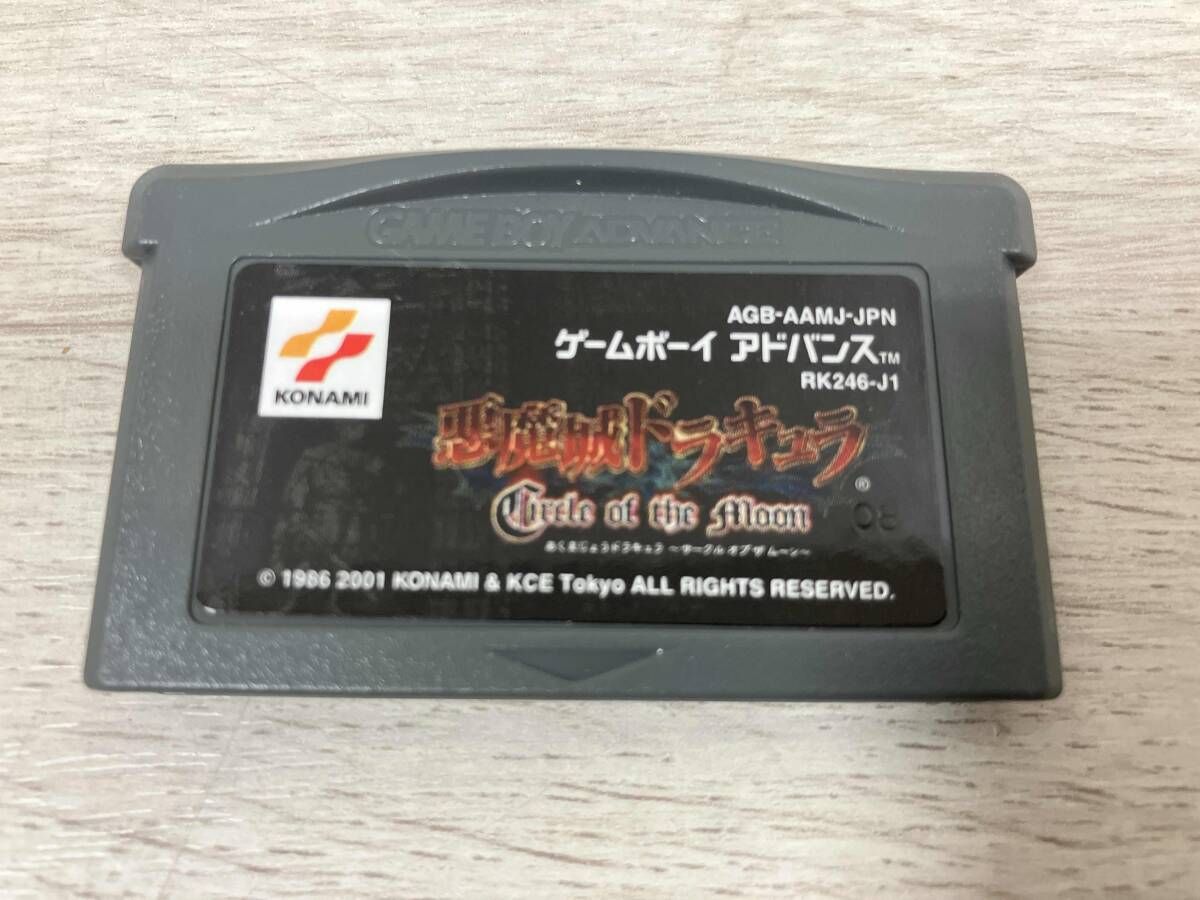 GAME BOY ADVANCE
KONAMI
AGB-AAMJ-JPN
ゲームボーイ アドバンス™
RK246-J1
悪魔城ドラキュラ
®
Circle of the Moon
08
あくまじょうドラキュラ ～サークル オブ ザ ムーン～
© 1986 2001 KONAMI & KCE Tokyo ALL RIGHTS RESERVED.